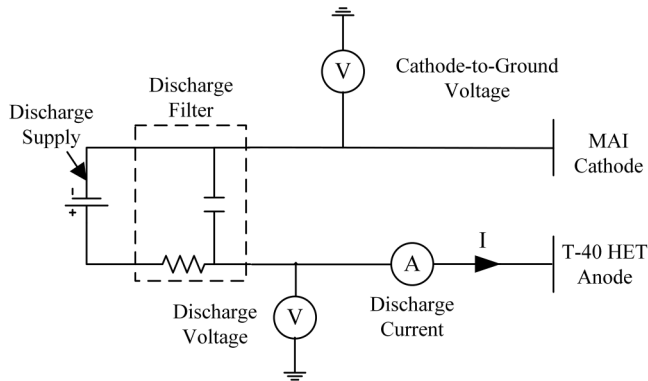 V
Cathode-to-Ground
Voltage
Discharge
Filter
Discharge
Supply
-
+
MAI
Cathode
I
A
T-40 HET
Anode
Discharge
Voltage
V
Discharge
Current